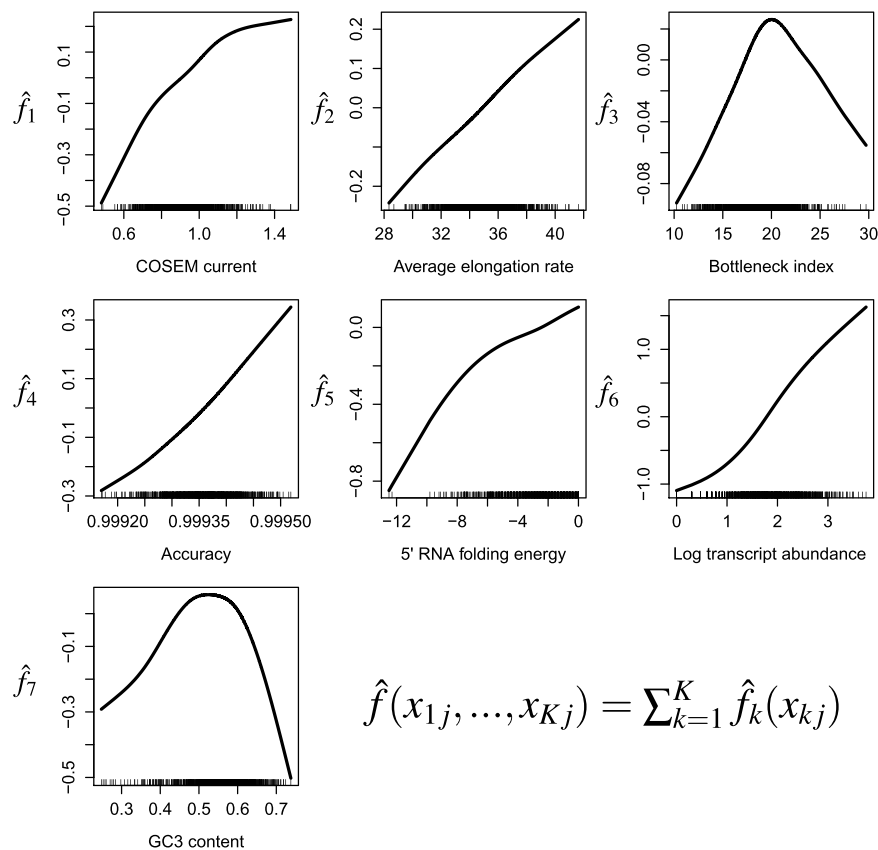 f̂1
0.1
−0.1
−0.3
−0.5
0.6 1.0 1.4
COSEM current
f̂2
0.2
0.0
−0.2
28 32 36 40
Average elongation rate
f̂3
0.00
−0.04
−0.08
10 15 20 25 30
Bottleneck index
f̂4
0.3
0.1
−0.1
−0.3
0.99920 0.99935 0.99950
Accuracy
f̂5
0.0
−0.4
−0.8
−12 −8 −4 0
5' RNA folding energy
f̂6
1.0
0.0
−1.0
0 1 2 3
Log transcript abundance
f̂7
−0.1
−0.3
−0.5
0.3 0.4 0.5 0.6 0.7
GC3 content
f̂(x1j,...,xKj) = ∑Kk=1 f̂k(xkj)